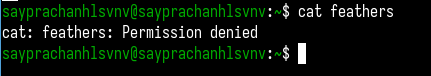 sayprachanhlsvnv@sayprachanhlsvnv:~$ cat feathers
cat: feathers: Permission denied
sayprachanhlsvnv@sayprachanhlsvnv:~$